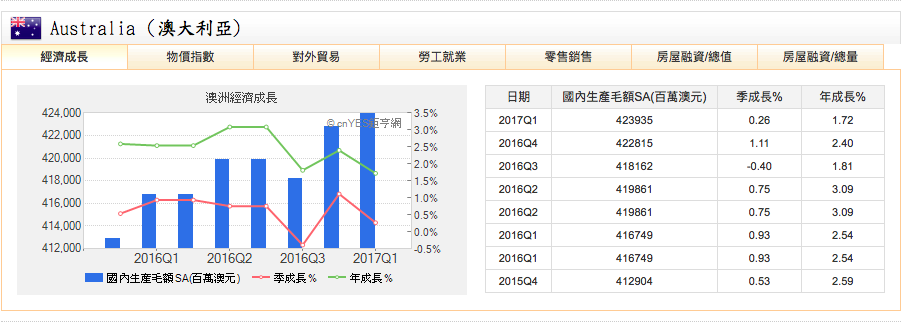 Australia (澳大利亞)
經濟成長 物價指數 對外貿易 勞工就業 零售銷售 房屋融資/總值 房屋融資/總量
澳洲經濟成長
©cnYES鉅亨網
424,000
422,000
420,000
418,000
416,000
414,000
412,000
3.5%
3.0%
2.5%
2.0%
1.5%
1.0%
0.5%
0.0%
-0.5%
2016Q1 2016Q2 2016Q3 2017Q1
國內生產毛額SA(百萬澳元) 季成長% 年成長%
日期 國內生產毛額SA(百萬澳元) 季成長% 年成長%
2017Q1 423935 0.26 1.72
2016Q4 422815 1.11 2.40
2016Q3 418162 -0.40 1.81
2016Q2 419861 0.75 3.09
2016Q2 419861 0.75 3.09
2016Q1 416749 0.93 2.54
2016Q1 416749 0.93 2.54
2015Q4 412904 0.53 2.59